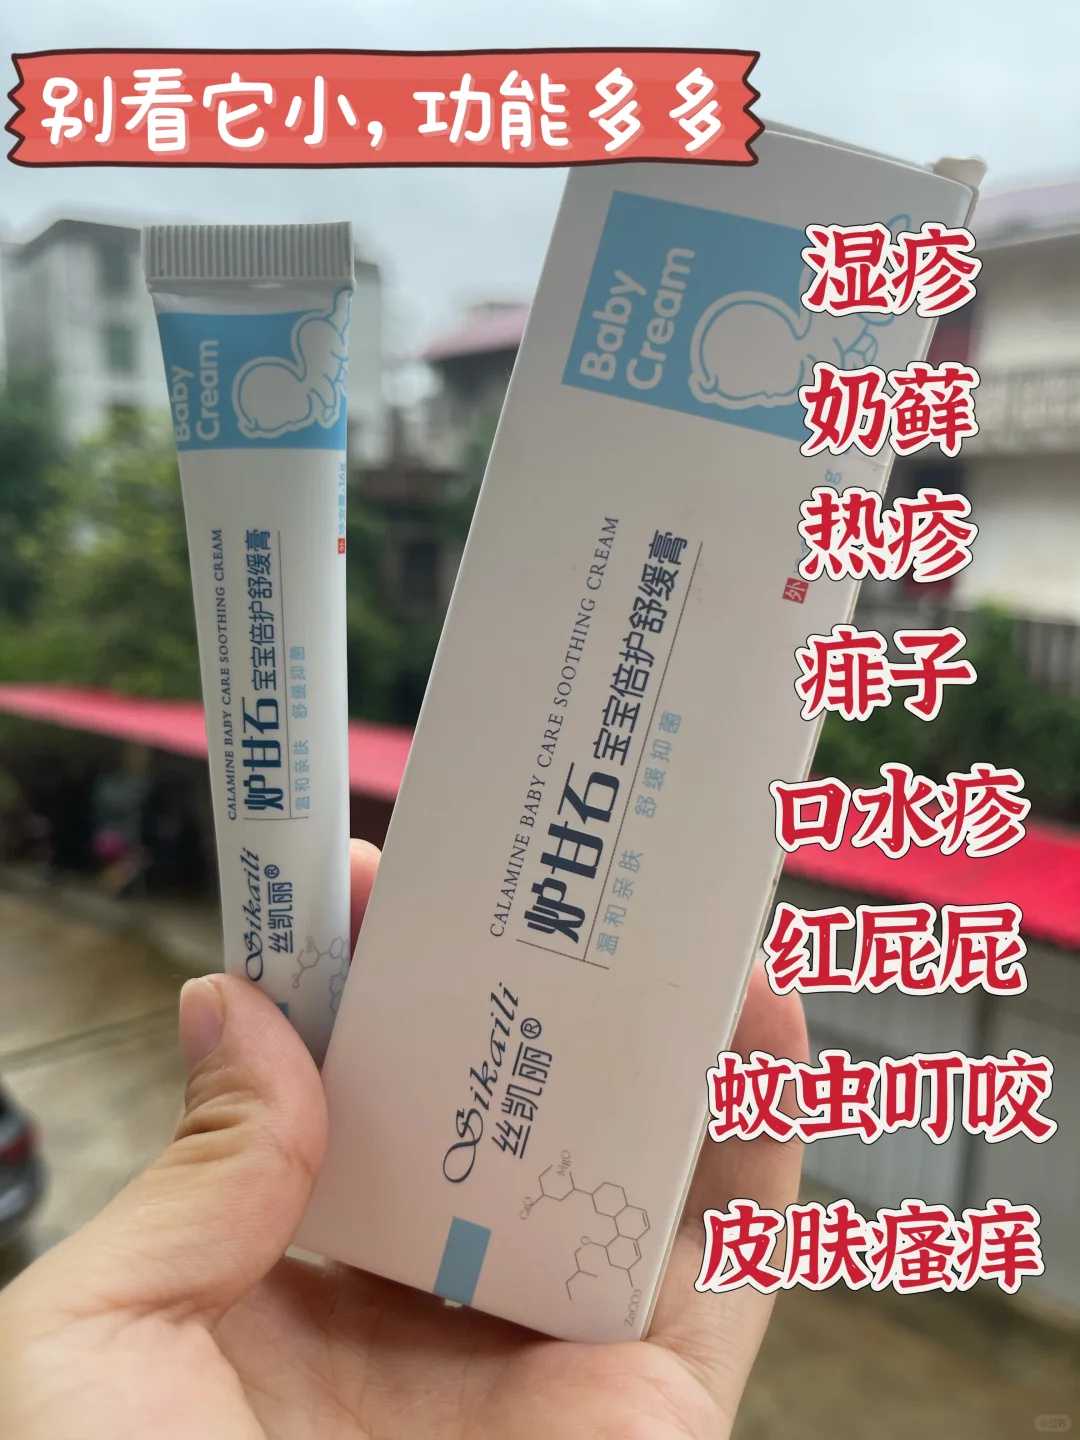 别看它小,功能多多
湿疹
奶藓
热疹
痱子
口水疹
红屁屁
蚊虫叮咬
皮肤瘙痒
Baby
Cream
CALAMINE BABY CARE SOOTHING CREAM
炉甘石宝宝倍护舒缓膏
温和亲肤 舒缓抑菌
Sikaili
丝凯丽®
外
Baby
Cream
g
外
CALAMINE BABY CARE SOOTHING CREAM
炉甘石宝宝倍护舒缓膏
温和亲肤 舒缓抑菌
Sikaili
丝凯丽®
ZnCO3